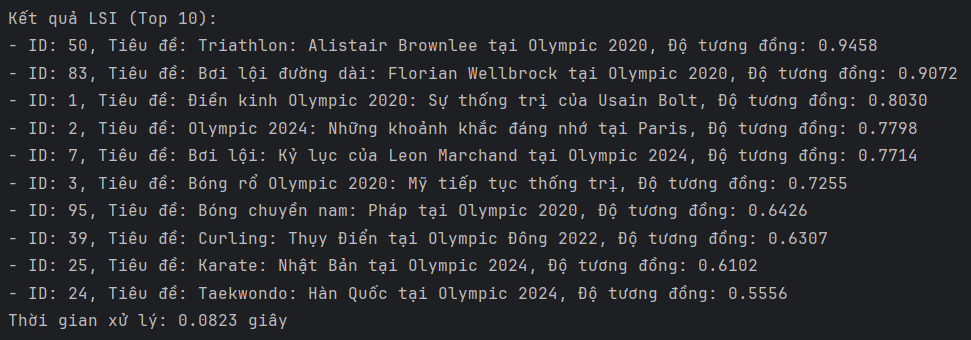 Kết quả LSI (Top 10):
- ID: 50, Tiêu đề: Triathlon: Alistair Brownlee tại Olympic 2020, Độ tương đồng: 0.9458
- ID: 83, Tiêu đề: Bơi lội đường dài: Florian Wellbrock tại Olympic 2020, Độ tương đồng: 0.9072
- ID: 1, Tiêu đề: Điền kinh Olympic 2020: Sự thống trị của Usain Bolt, Độ tương đồng: 0.8030
- ID: 2, Tiêu đề: Olympic 2024: Những khoảnh khắc đáng nhớ tại Paris, Độ tương đồng: 0.7798
- ID: 7, Tiêu đề: Bơi lội: Kỷ lục của Leon Marchand tại Olympic 2024, Độ tương đồng: 0.7714
- ID: 3, Tiêu đề: Bóng rổ Olympic 2020: Mỹ tiếp tục thống trị, Độ tương đồng: 0.7255
- ID: 95, Tiêu đề: Bóng chuyền nam: Pháp tại Olympic 2020, Độ tương đồng: 0.6426
- ID: 39, Tiêu đề: Curling: Thụy Điển tại Olympic Đông 2022, Độ tương đồng: 0.6307
- ID: 25, Tiêu đề: Karate: Nhật Bản tại Olympic 2024, Độ tương đồng: 0.6102
- ID: 24, Tiêu đề: Taekwondo: Hàn Quốc tại Olympic 2024, Độ tương đồng: 0.5556
Thời gian xử lý: 0.0823 giây